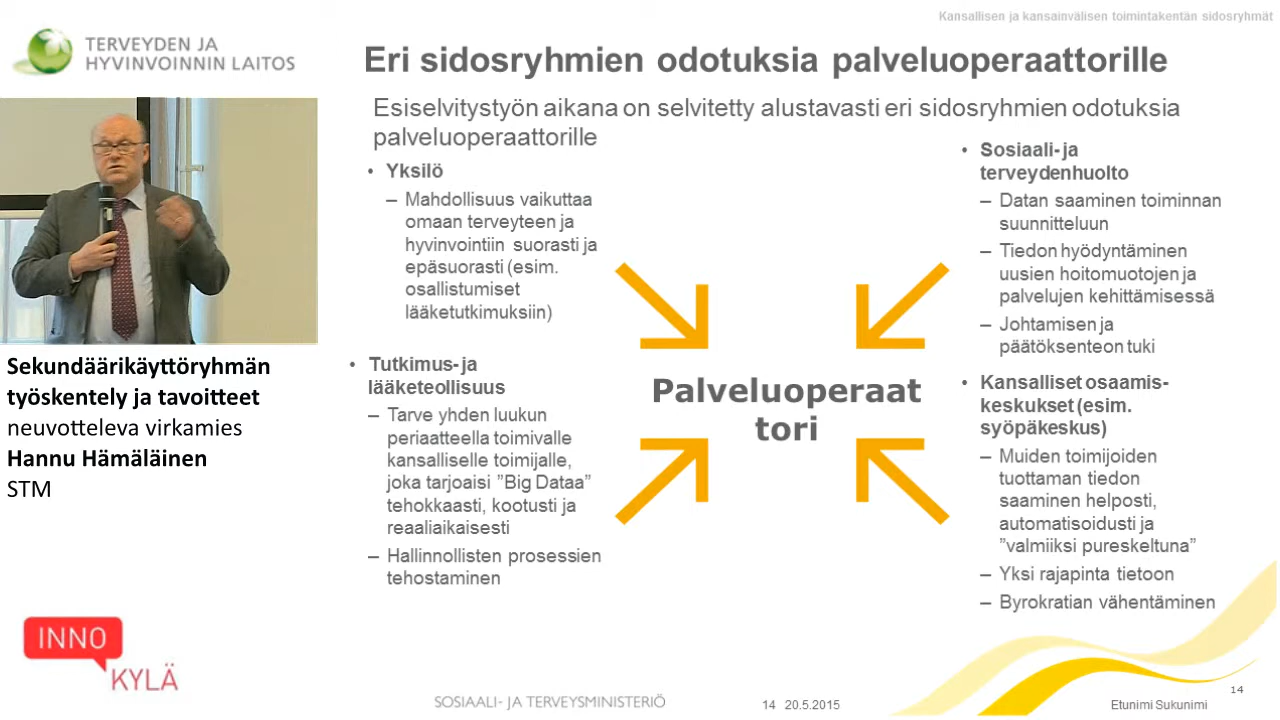 Kansallisen ja kansainvälisen toimintakentän sidosryhmät
TERVEYDEN JA
HYVINVOINNIN LAITOS
Eri sidosryhmien odotuksia palveluoperaattorille
Esiselvitystyön aikana on selvitetty alustavasti eri sidosryhmien odotuksia
palveluoperaattorille
• Yksilö
– Mahdollisuus vaikuttaa
omaan terveyteen ja
hyvinvointiin suorasti ja
epäsuorasti (esim.
osallistumiset
lääketutkimuksiin)
• Tutkimus- ja
lääketeollisuus
– Tarve yhden luukun
periaatteella toimivalle
kansalliselle toimijalle,
joka tarjoaisi ”Big Dataa”
tehokkaasti, kootusti ja
reaaliaikaisesti
– Hallinnollisten prosessien
tehostaminen
Palveluoperaat
tori
• Sosiaali- ja
terveydenhuolto
– Datan saaminen toiminnan
suunnitteluun
– Tiedon hyödyntäminen
uusien hoitomuotojen ja
palvelujen kehittämisessä
– Johtamisen ja
päätöksenteon tuki
• Kansalliset osaamis-
keskukset (esim.
syöpäkeskus)
– Muiden toimijoiden
tuottaman tiedon
saaminen helposti,
automatisoidusti ja
”valmiiksi pureskeltuna”
– Yksi rajapinta tietoon
– Byrokratian vähentäminen
Sekundäärikäyttöryhmän
työskentely ja tavoitteet
neuvotteleva virkamies
Hannu Hämäläinen
STM
INNO
KYLÄ
SOSIAALI- JA TERVEYSMINISTERIÖ
14 20.5.2015
14
Etunimi Sukunimi